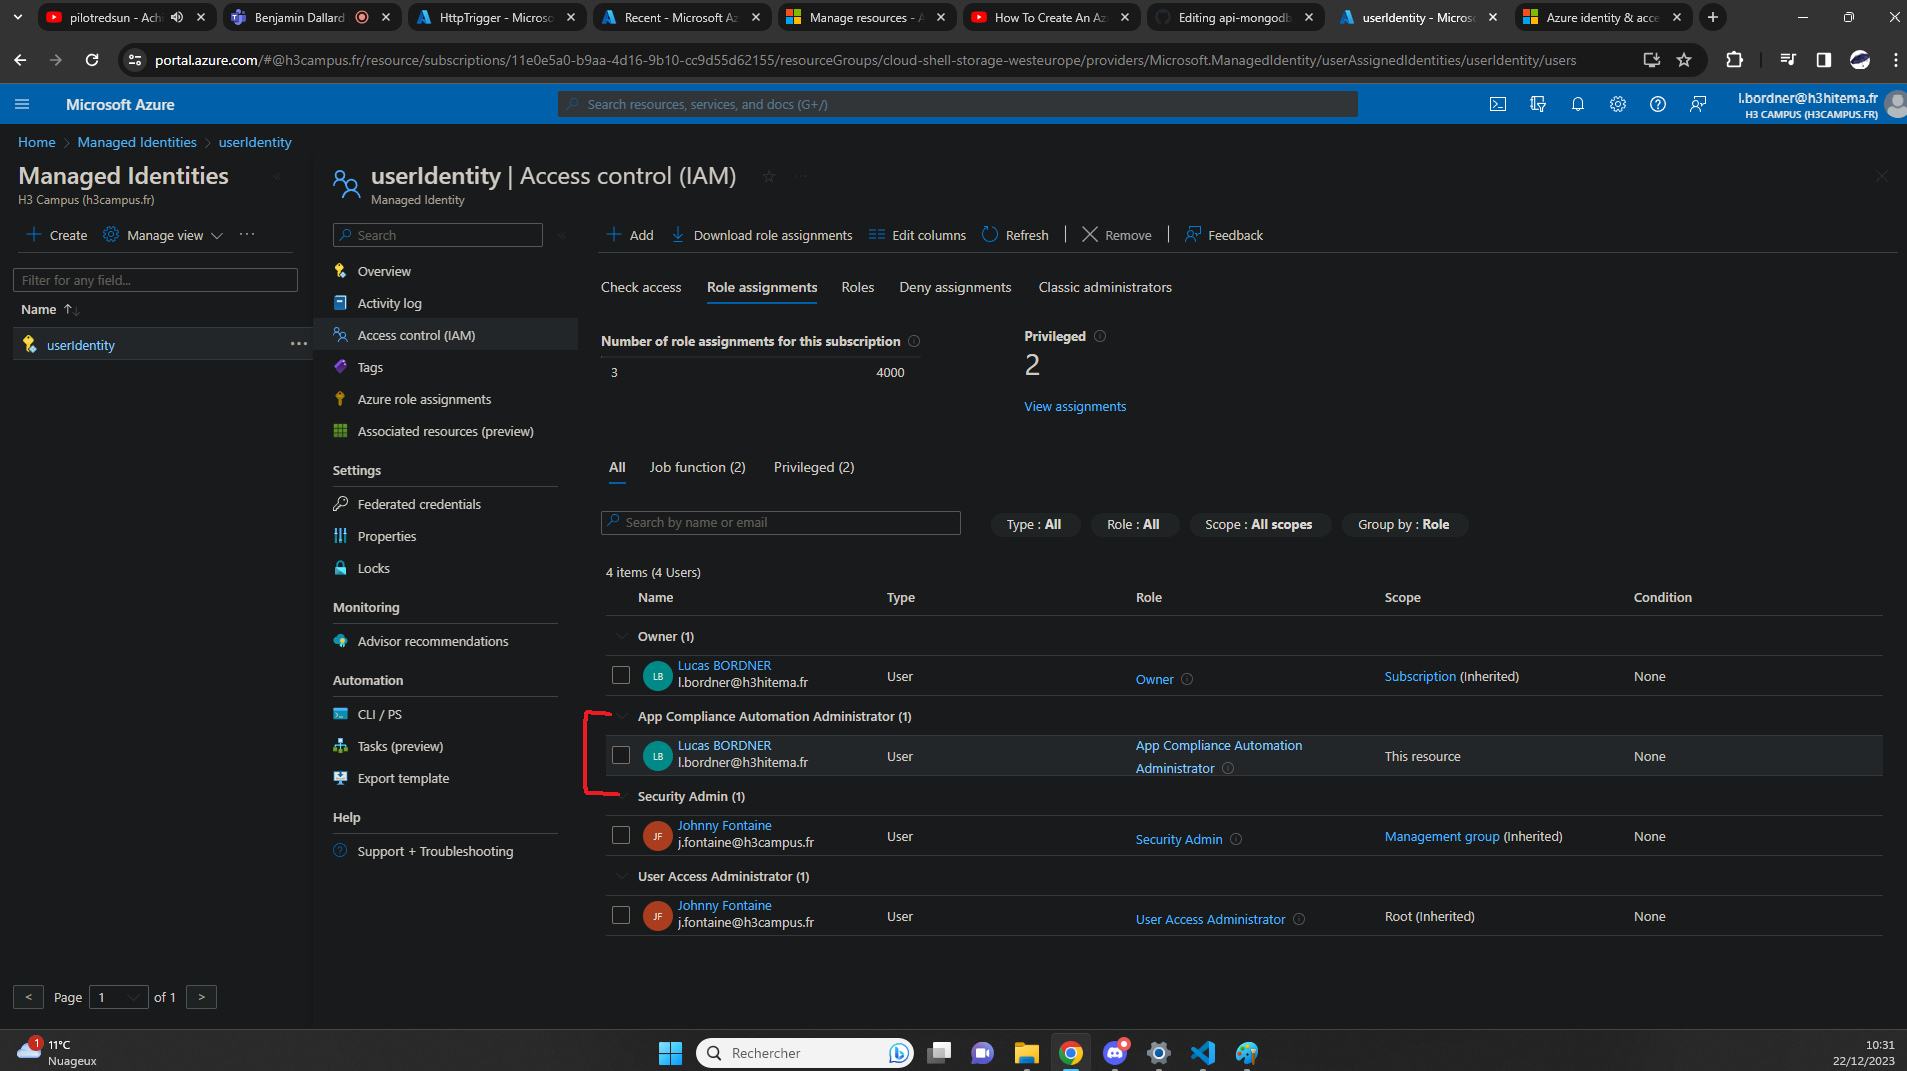 pilotredsun - Achi
Benjamin Dallard
HttpTrigger - Microso
Recent - Microsoft Az
Manage resources - A
How To Create An Az
Editing api-mongodb
userIdentity - Micros
Azure identity & acce
portal.azure.com/#@h3campus.fr/resource/subscriptions/11e0e5a0-b9aa-4d16-9b10-cc9d55d62155/resourceGroups/cloud-shell-storage-westeurope/providers/Microsoft.ManagedIdentity/userAssignedIdentities/userIdentity/users
Microsoft Azure
Search resources, services, and docs (G+/)
l.bordner@h3hitema.fr
H3 CAMPUS (H3CAMPUS.FR)
Home > Managed Identities > userIdentity
Managed Identities
H3 Campus (h3campus.fr)
Create
Manage view
Filter for any field...
Name
userIdentity
< Page 1 of 1 >
userIdentity | Access control (IAM)
Managed Identity
Search
Overview
Activity log
Access control (IAM)
Tags
Azure role assignments
Associated resources (preview)
Settings
Federated credentials
Properties
Locks
Monitoring
Advisor recommendations
Automation
CLI / PS
Tasks (preview)
Export template
Help
Support + Troubleshooting
Add
Download role assignments
Edit columns
Refresh
Remove
Feedback
Check access
Role assignments
Roles
Deny assignments
Classic administrators
Number of role assignments for this subscription
3
4000
Privileged
2
View assignments
All
Job function (2)
Privileged (2)
Search by name or email
Type : All
Role : All
Scope : All scopes
Group by : Role
4 items (4 Users)
Name
Type
Role
Scope
Condition
Owner (1)
LB
Lucas BORDNER
l.bordner@h3hitema.fr
User
Owner
Subscription (Inherited)
None
App Compliance Automation Administrator (1)
LB
Lucas BORDNER
l.bordner@h3hitema.fr
User
App Compliance Automation
Administrator
This resource
None
Security Admin (1)
JF
Johnny Fontaine
j.fontaine@h3campus.fr
User
Security Admin
Management group (Inherited)
None
User Access Administrator (1)
JF
Johnny Fontaine
j.fontaine@h3campus.fr
User
User Access Administrator
Root (Inherited)
None
1
11°C
Nuageux
Rechercher
10:31
22/12/2023